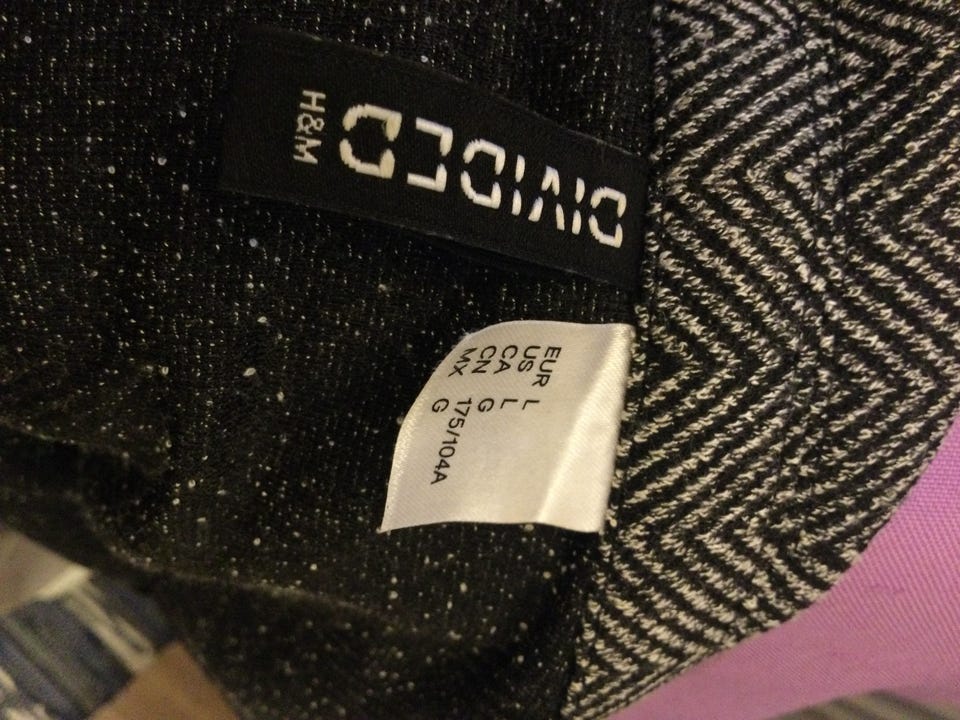 DIVIDED
H&M
EUR L
US L
CA G
CN 175/104A
MX G